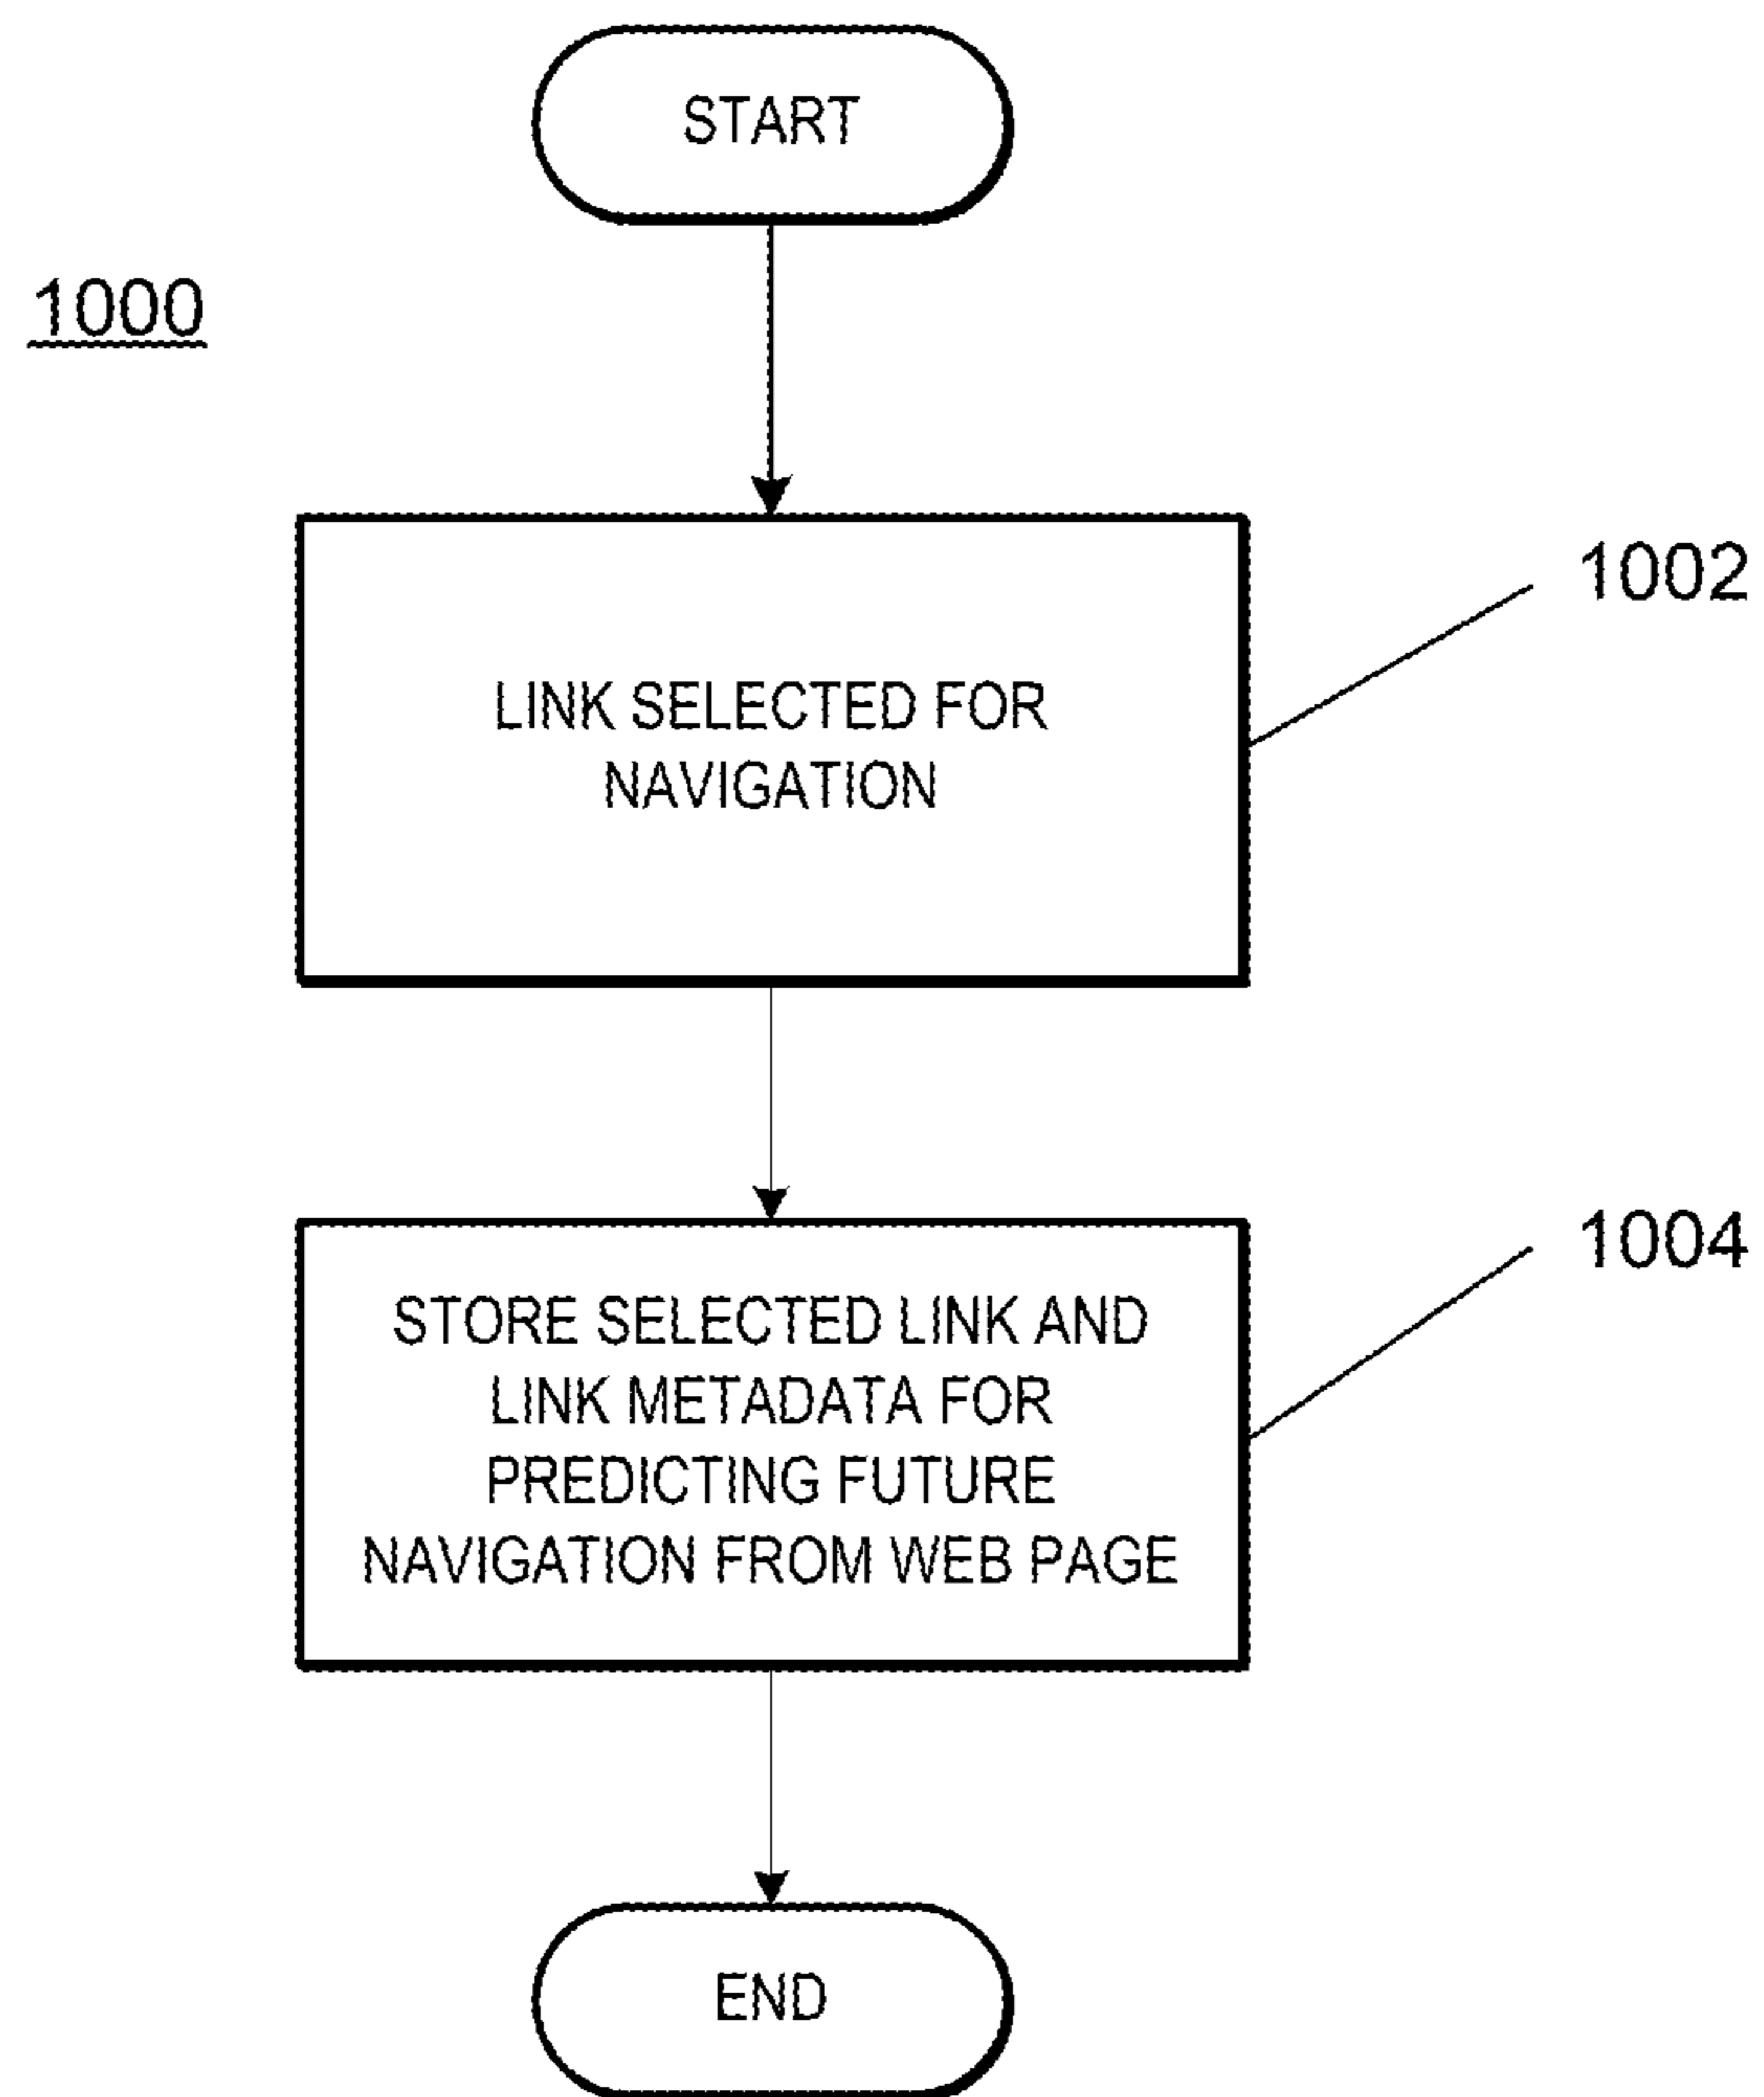 START
1000
1002
LINK SELECTED FOR
NAVIGATION
1004
STORE SELECTED LINK AND
LINK METADATA FOR
PREDICTING FUTURE
NAVIGATION FROM WEB PAGE
END